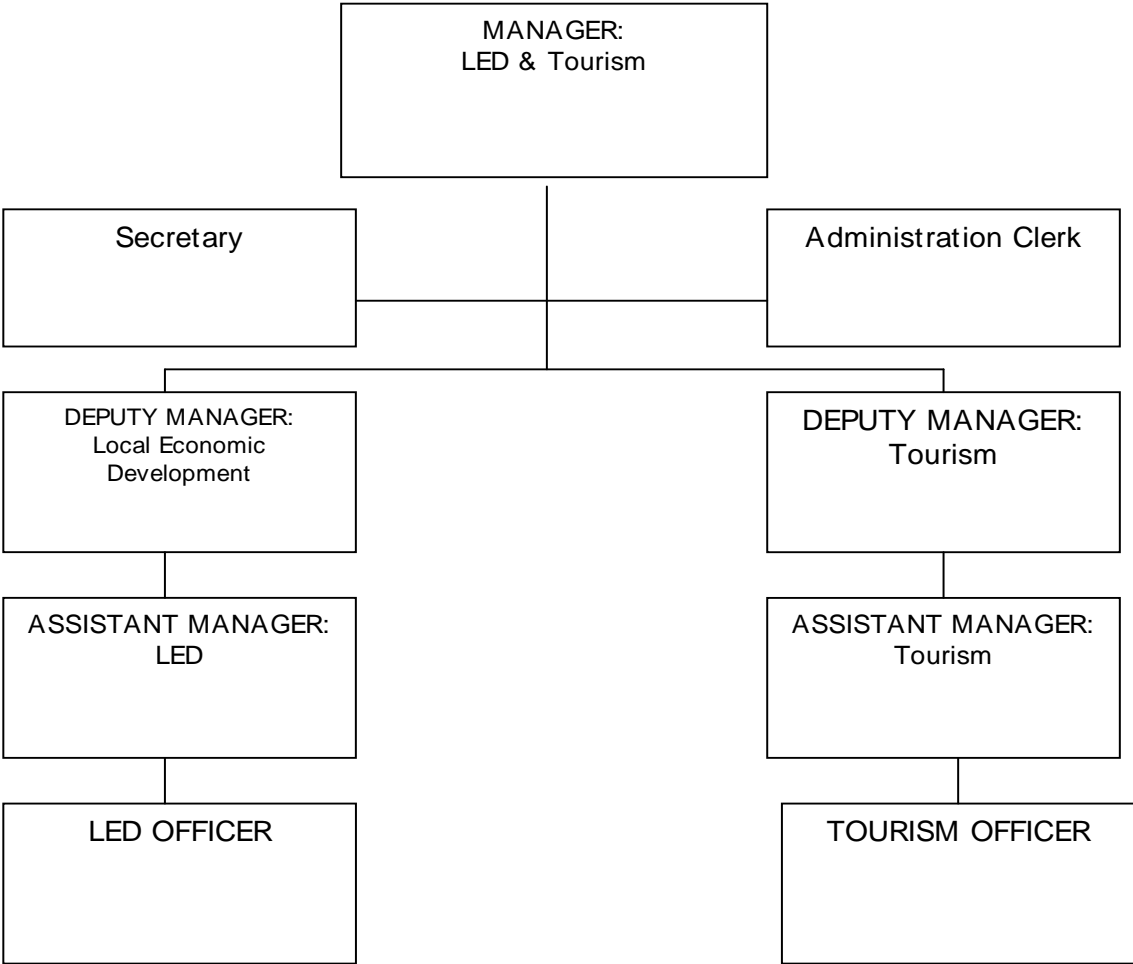 MANAGER:
LED & Tourism
Secretary
Administration Clerk
DEPUTY MANAGER:
Local Economic
Development
DEPUTY MANAGER:
Tourism
ASSISTANT MANAGER:
LED
ASSISTANT MANAGER:
Tourism
LED OFFICER
TOURISM OFFICER